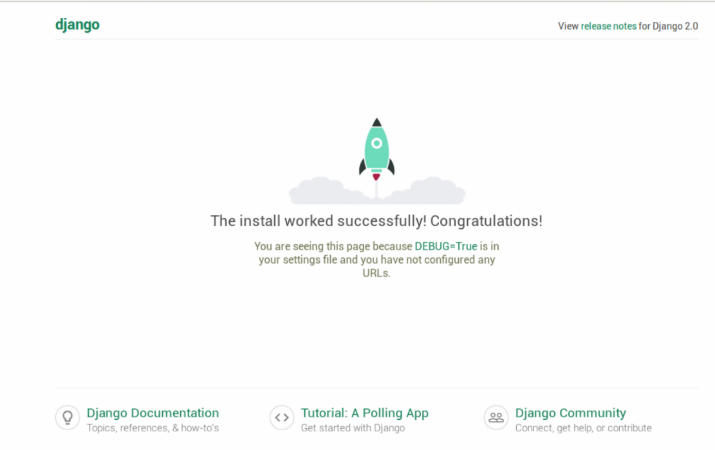 django
View release notes for Django 2.0
The install worked successfully! Congratulations!
You are seeing this page because DEBUG=True is in
your settings file and you have not configured any
URLs.
Django Documentation
Topics, references, & how-to's
Tutorial: A Polling App
Get started with Django
Django Community
Connect, get help, or contribute